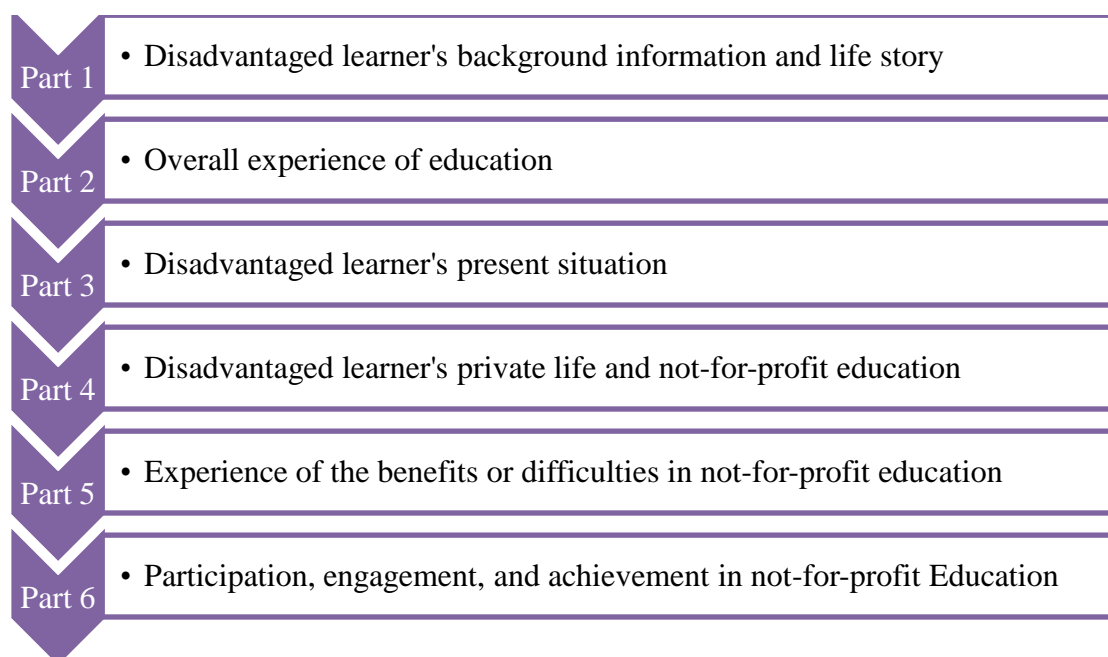 Part 1
• Disadvantaged learner's background information and life story
Part 2
• Overall experience of education
Part 3
• Disadvantaged learner's present situation
Part 4
• Disadvantaged learner's private life and not-for-profit education
Part 5
• Experience of the benefits or difficulties in not-for-profit education
Part 6
• Participation, engagement, and achievement in not-for-profit Education